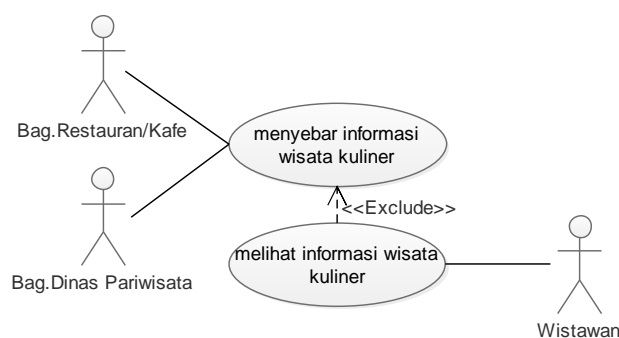 Bag.Restauran/Kafe
menyebar informasi
wisata kuliner
<<Exclude>>
melihat informasi wisata
kuliner
Bag.Dinas Pariwisata
Wistawan